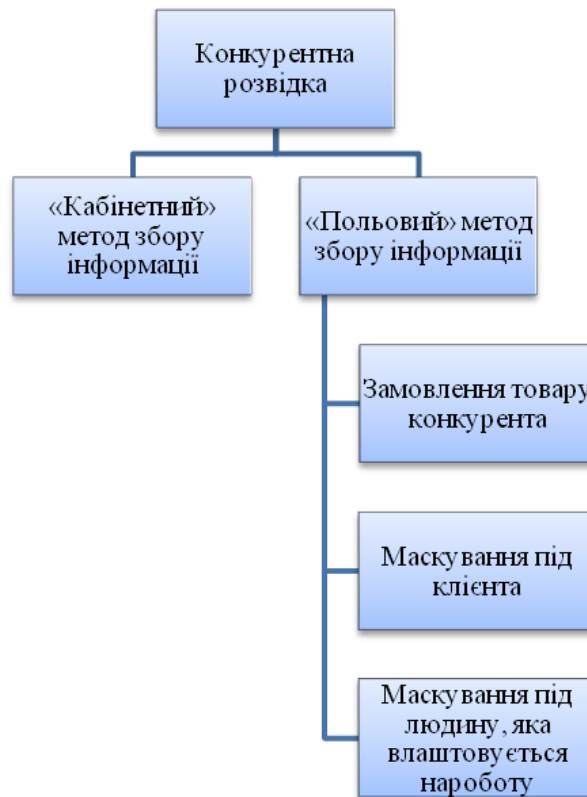 Конкурентна
розвідка
«Кабінетний»
метод збору
інформації
«Польовий» метод
збору інформації
Замовлення товару
конкурента
Маскування під
клієнта
Маскування під
людину, яка
влаштовується
нароботу